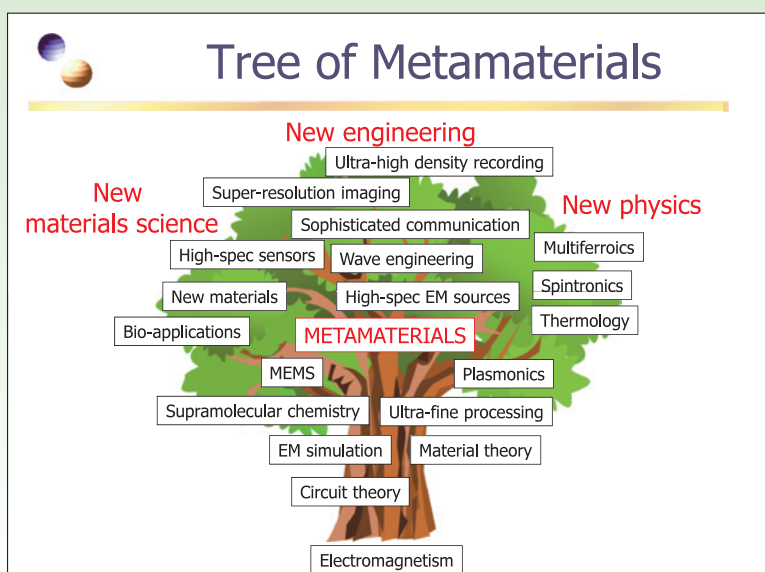 Tree of Metamaterials
New engineering
Ultra-high density recording
New
materials science
Super-resolution imaging
New physics
Sophisticated communication
High-spec sensors
Wave engineering
Multiferroics
New materials
High-spec EM sources
Spintronics
Bio-applications
METAMATERIALS
Thermology
MEMS
Plasmonics
Supramolecular chemistry
Ultra-fine processing
EM simulation
Material theory
Circuit theory
Electromagnetism